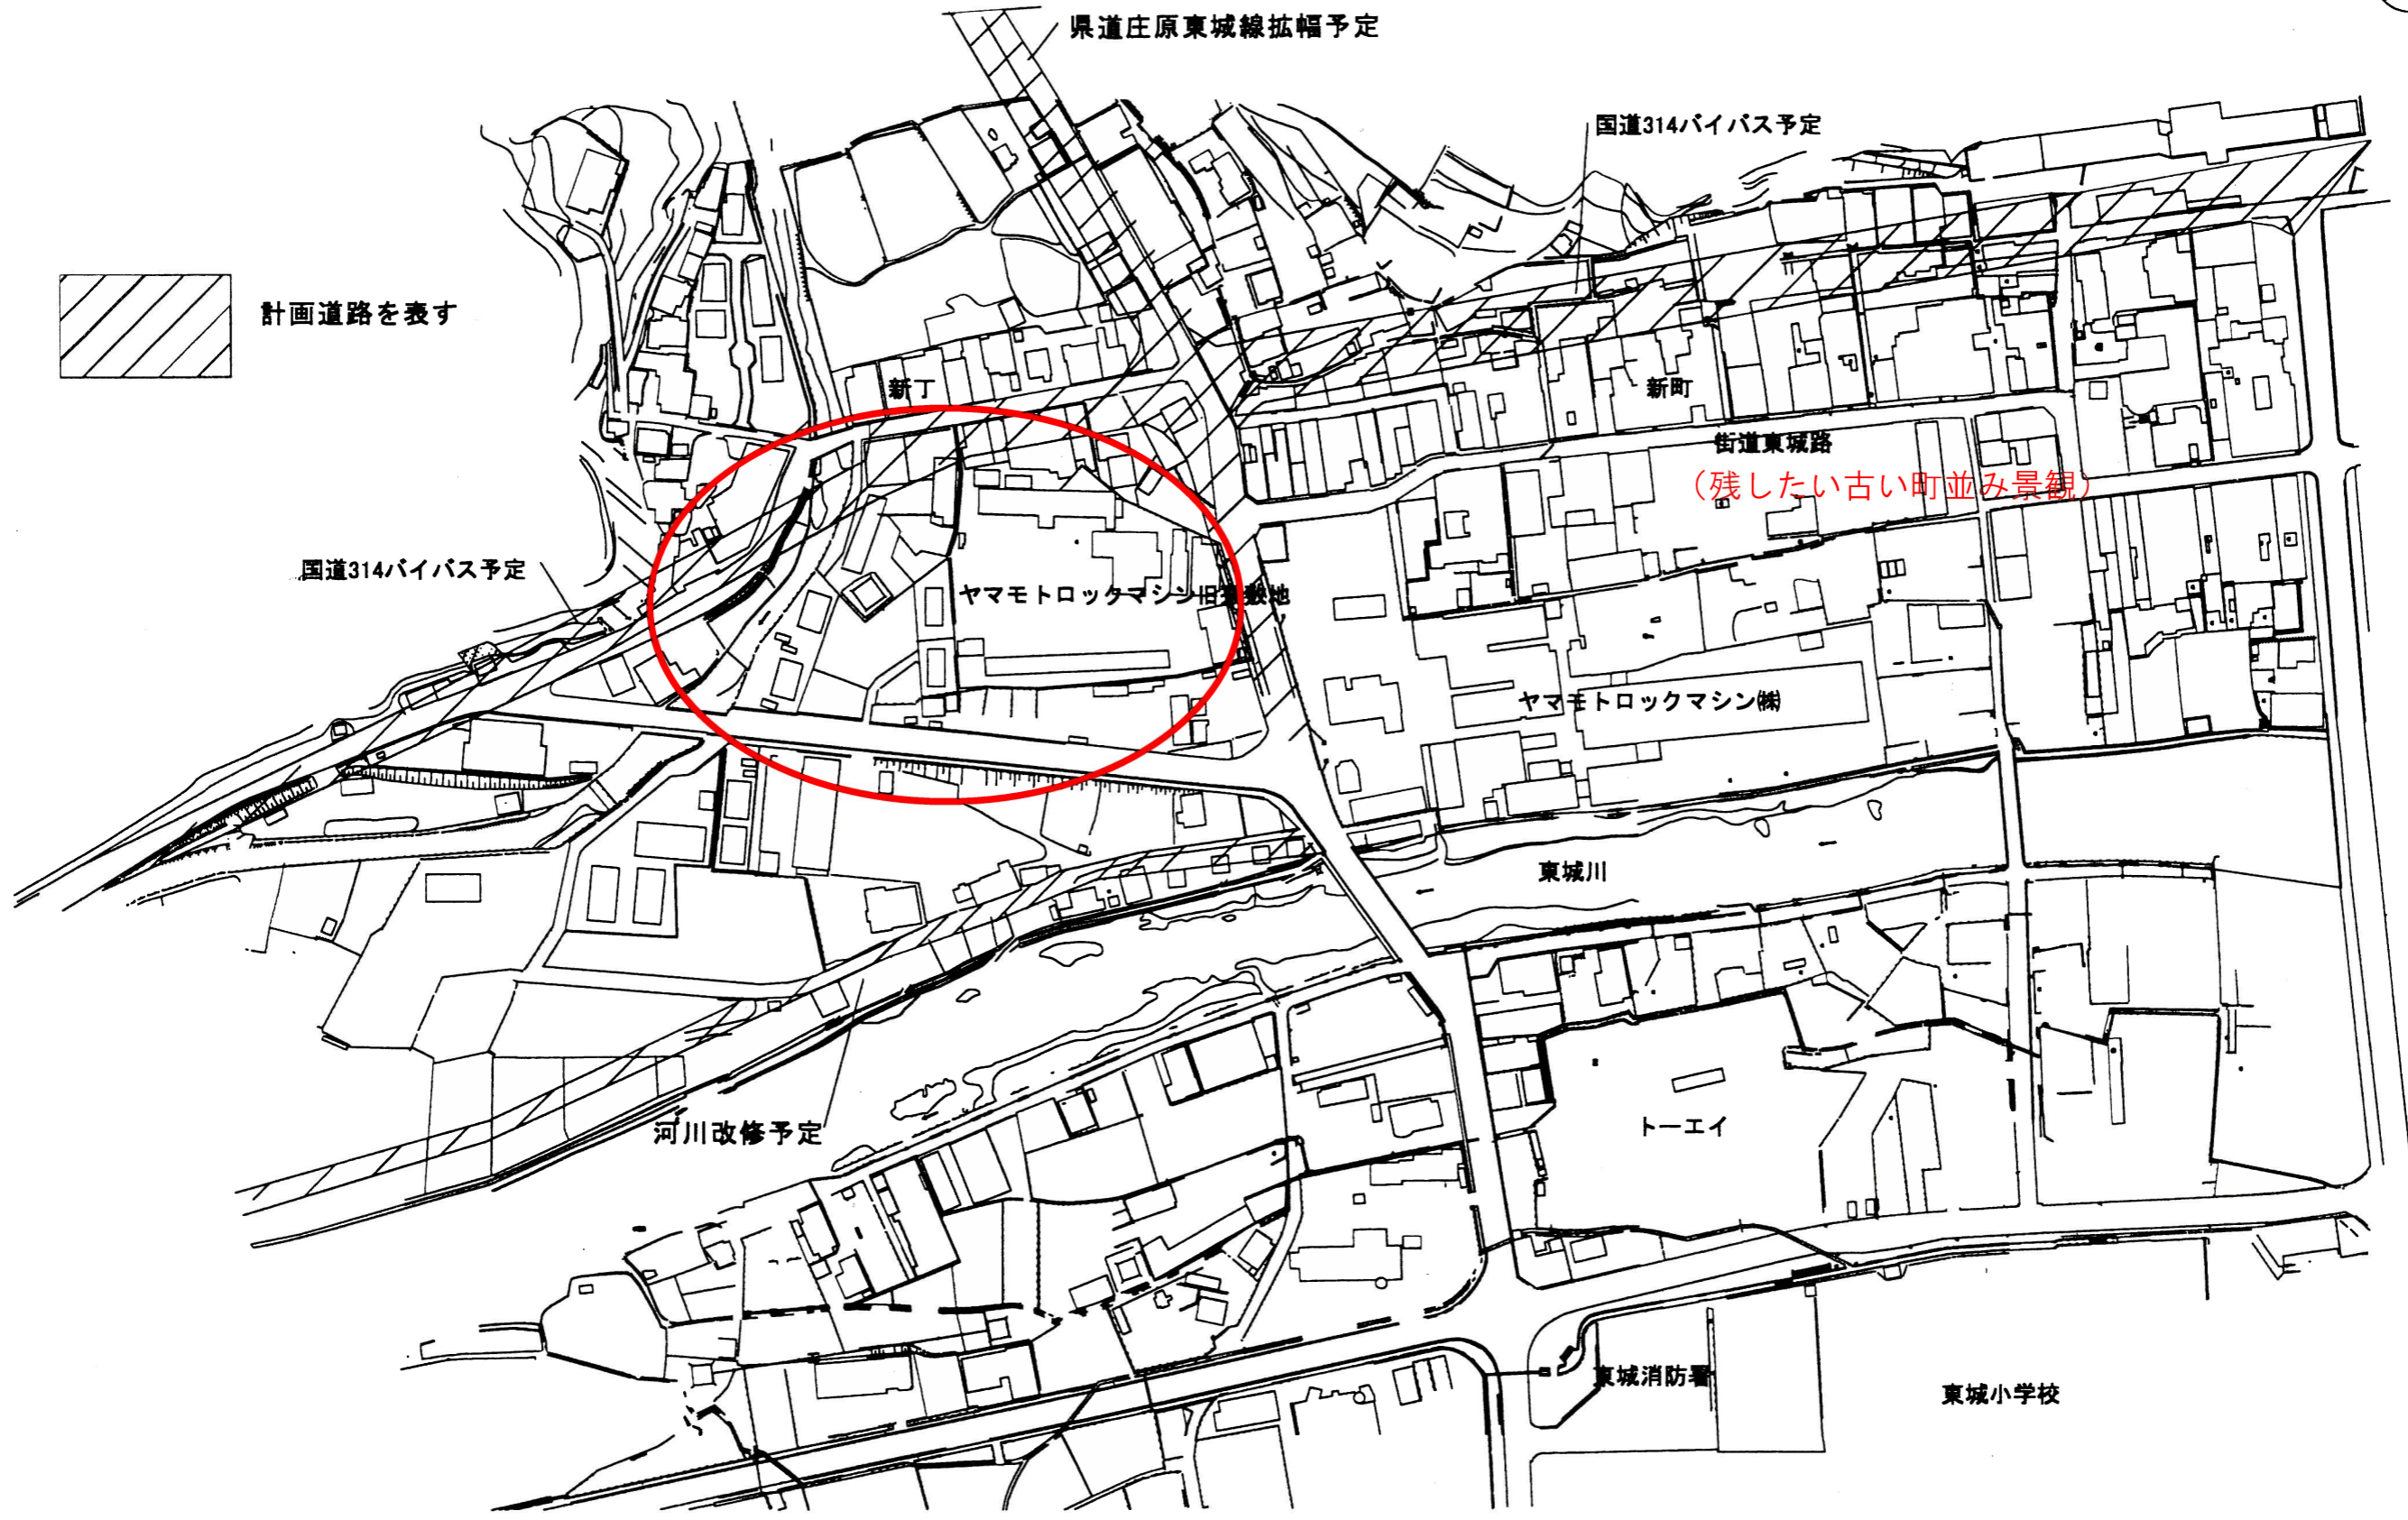 県道庄原東城線拡幅予定
国道314バイパス予定
計画道路を表す
新丁
新町
街道東城路
(残したい古い町並み景観)
国道314バイパス予定
ヤマモトロックマシン旧
敷地
ヤマモトロックマシン㈱
東城川
河川改修予定
トーエイ
東城消防署
東城小学校